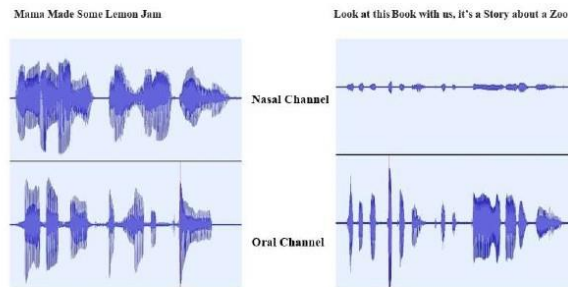 Mama Made Some Lemon Jam
Look at this Book with us, it's a Story about a Zoo
Nasal Channel
Oral Channel